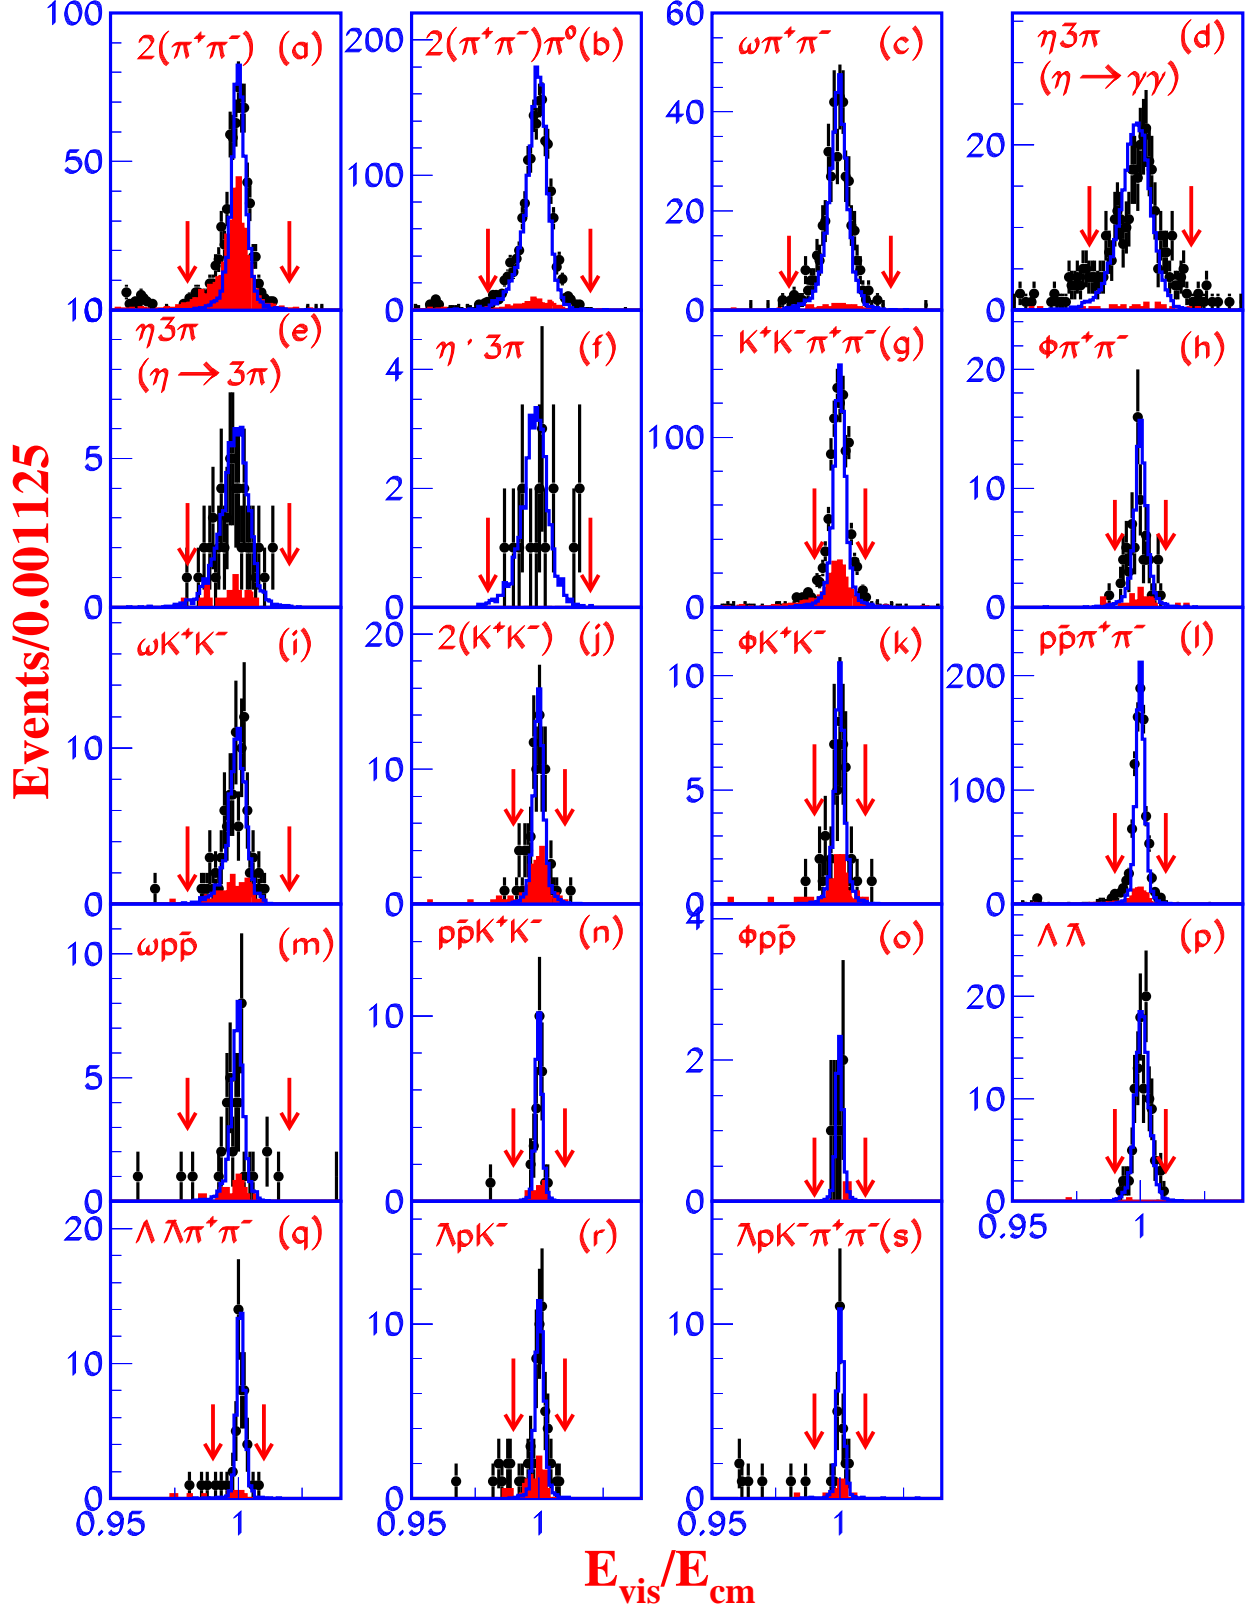 100 50 10
2(π⁺π⁻) (a)
200 100 0
2(π⁺π⁻)π⁰(b)
60 40 20 0
ωπ⁺π⁻ (c)
20 0
η3π (d)
(η → γγ)
5 0
η3π (e)
(η → 3π)
4 2 0
η′3π (f)
100 0
K⁺K⁻π⁺π⁻(g)
20 10 0
Φπ⁺π⁻ (h)
Events/0.001125
10 0
ωK⁺K⁻ (i)
20 10 0
2(K⁺K⁻) (j)
10 5 0
ΦK⁺K⁻ (k)
200 100 0
pp̄π⁺π⁻ (l)
10 5 0
ωpp̄ (m)
10 0
pp̄K⁺K⁻ (n)
4 2 0
Φpp̄ (o)
20 10 0
Λ Λ̄ (p)
0.95 1
20 10 0
Λ Λ̄π⁺π⁻ (q)
0.95 1
10 0
Λ̄pK⁻ (r)
0.95 1
10 0
Λ̄pK⁻π⁺π⁻(s)
0.95 1
E_vis/E_cm